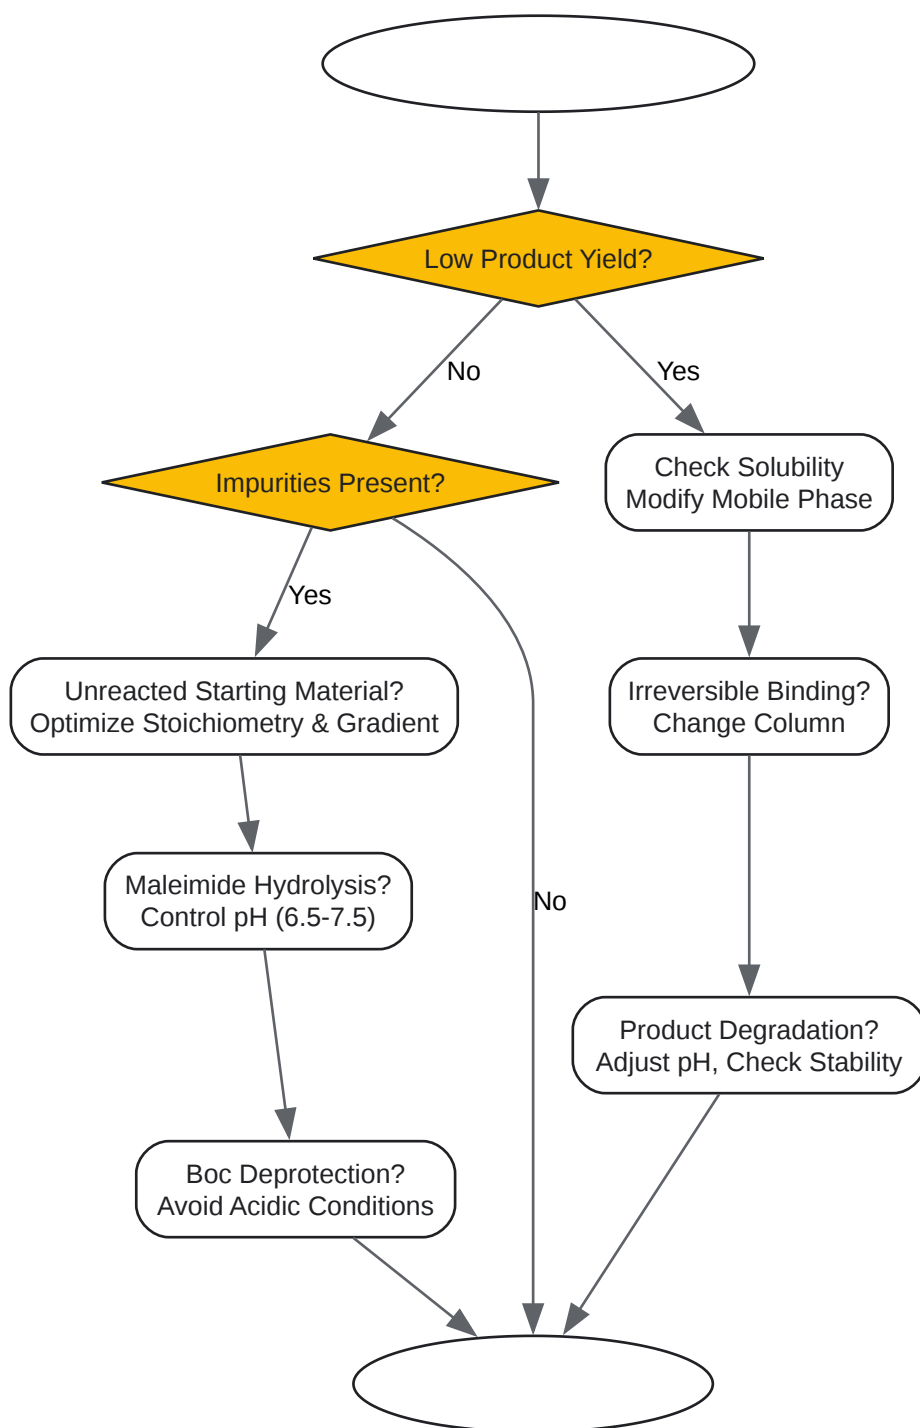 Low Product Yield?
No
Yes
Impurities Present?
Check Solubility
Modify Mobile Phase
Yes
Unreacted Starting Material?
Optimize Stoichiometry & Gradient
Irreversible Binding?
Change Column
Maleimide Hydrolysis?
Control pH (6.5-7.5)
No
Product Degradation?
Adjust pH, Check Stability
Boc Deprotection?
Avoid Acidic Conditions